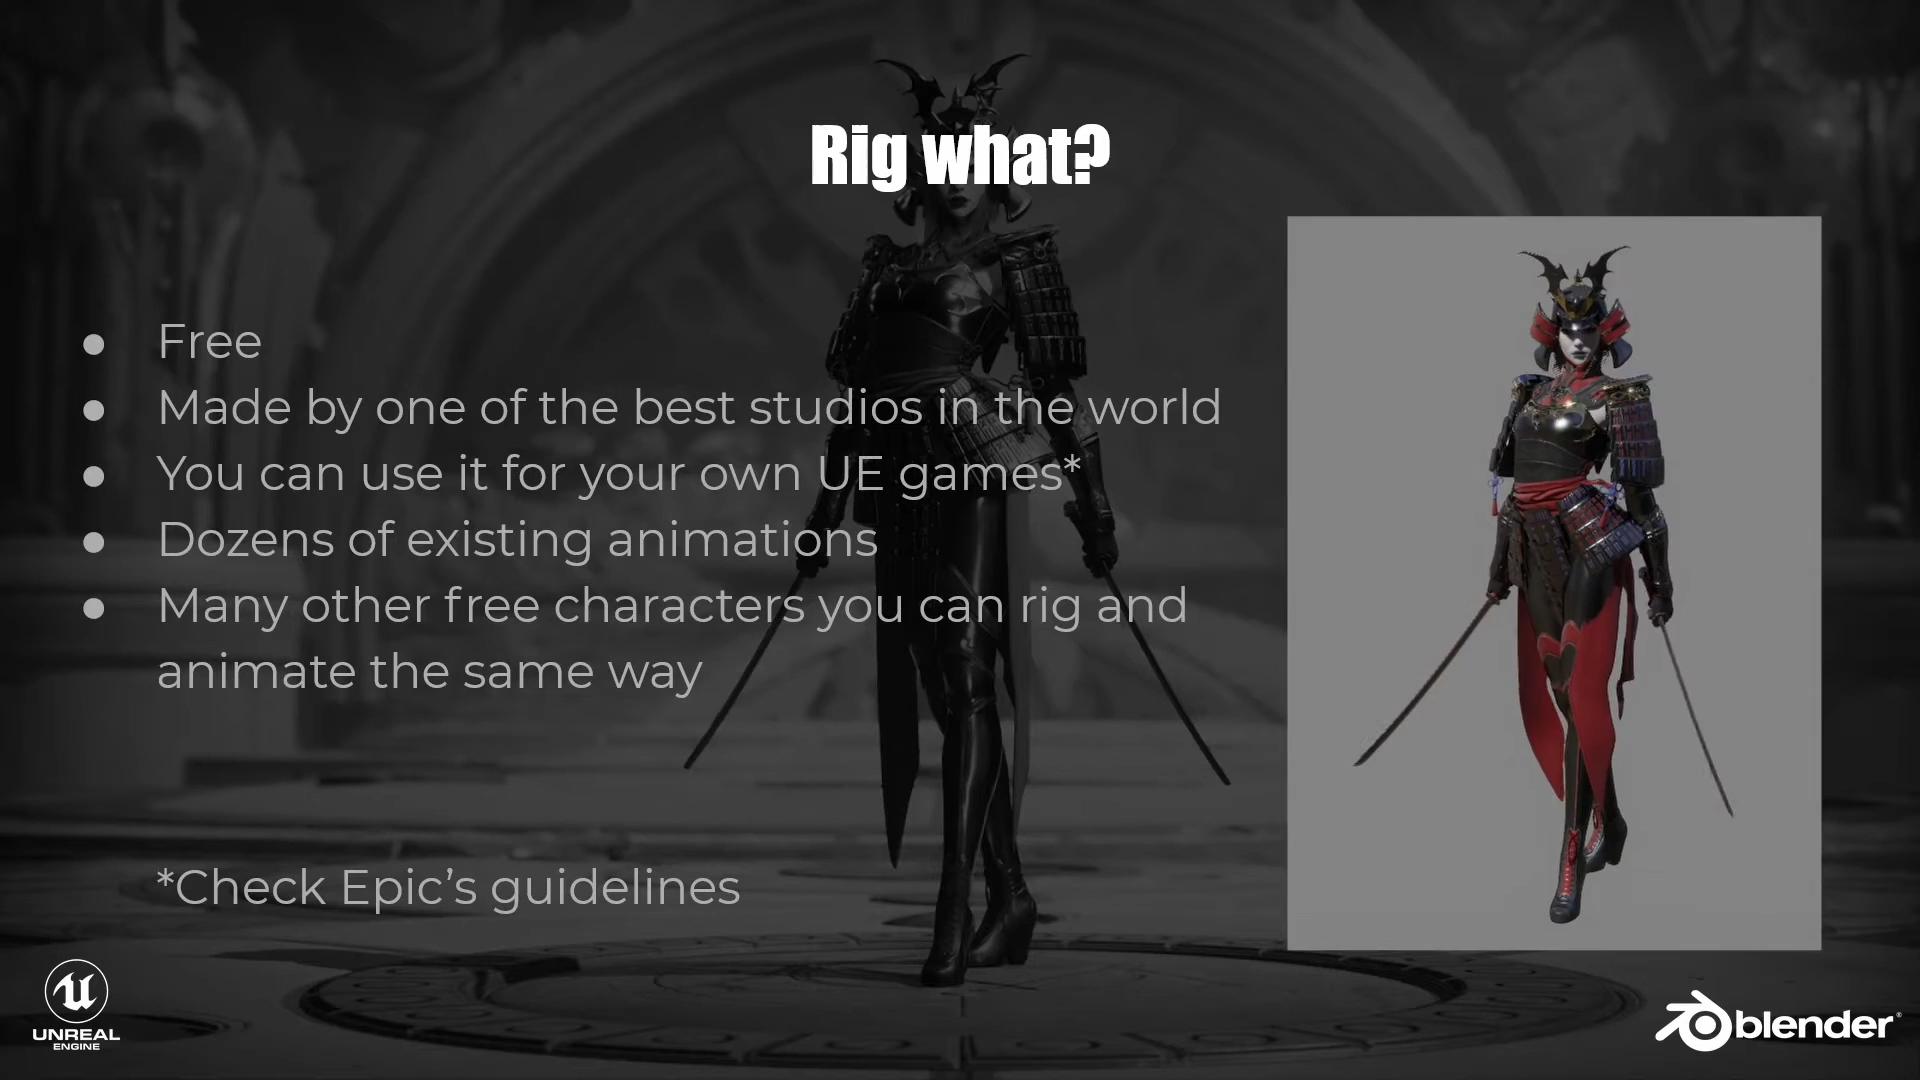 Rig what?
● Free
● Made by one of the best studios in the world
● You can use it for your own UE games*
● Dozens of existing animations
● Many other free characters you can rig and
animate the same way
*Check Epic’s guidelines
UNREAL
ENGINE
blender®